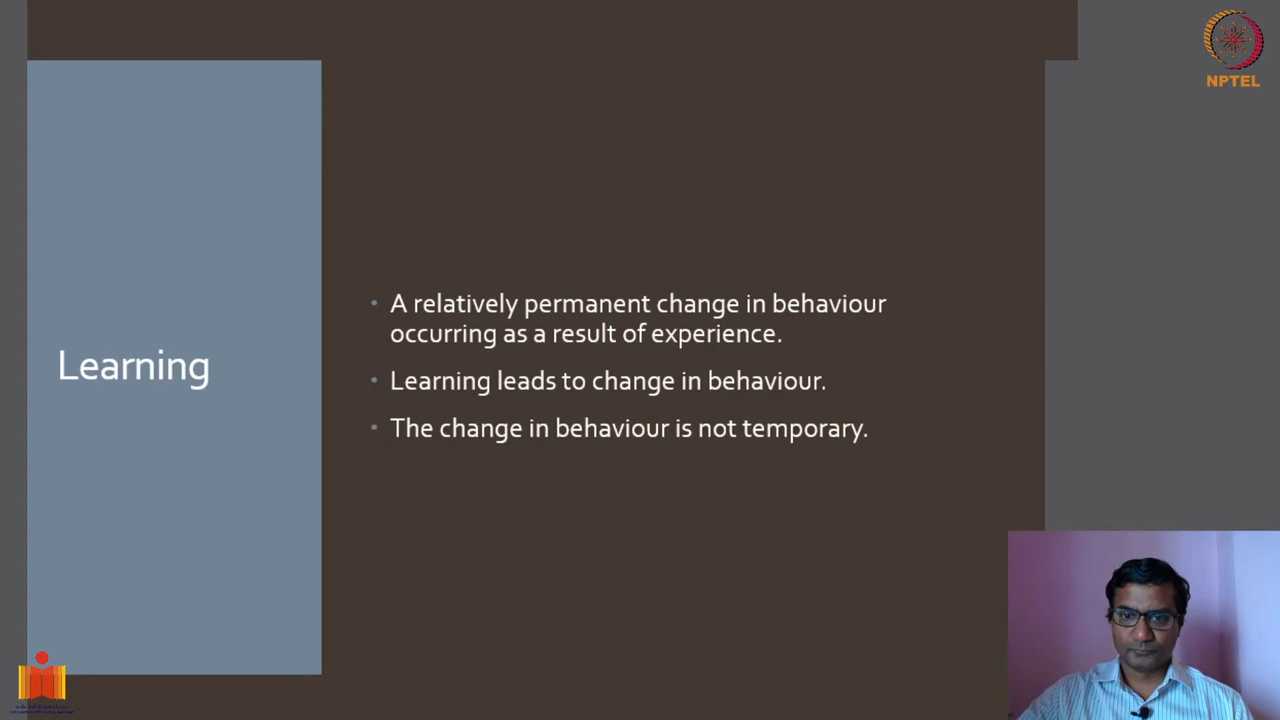 NPTEL
Learning
• A relatively permanent change in behaviour
occurring as a result of experience.
• Learning leads to change in behaviour.
• The change in behaviour is not temporary.